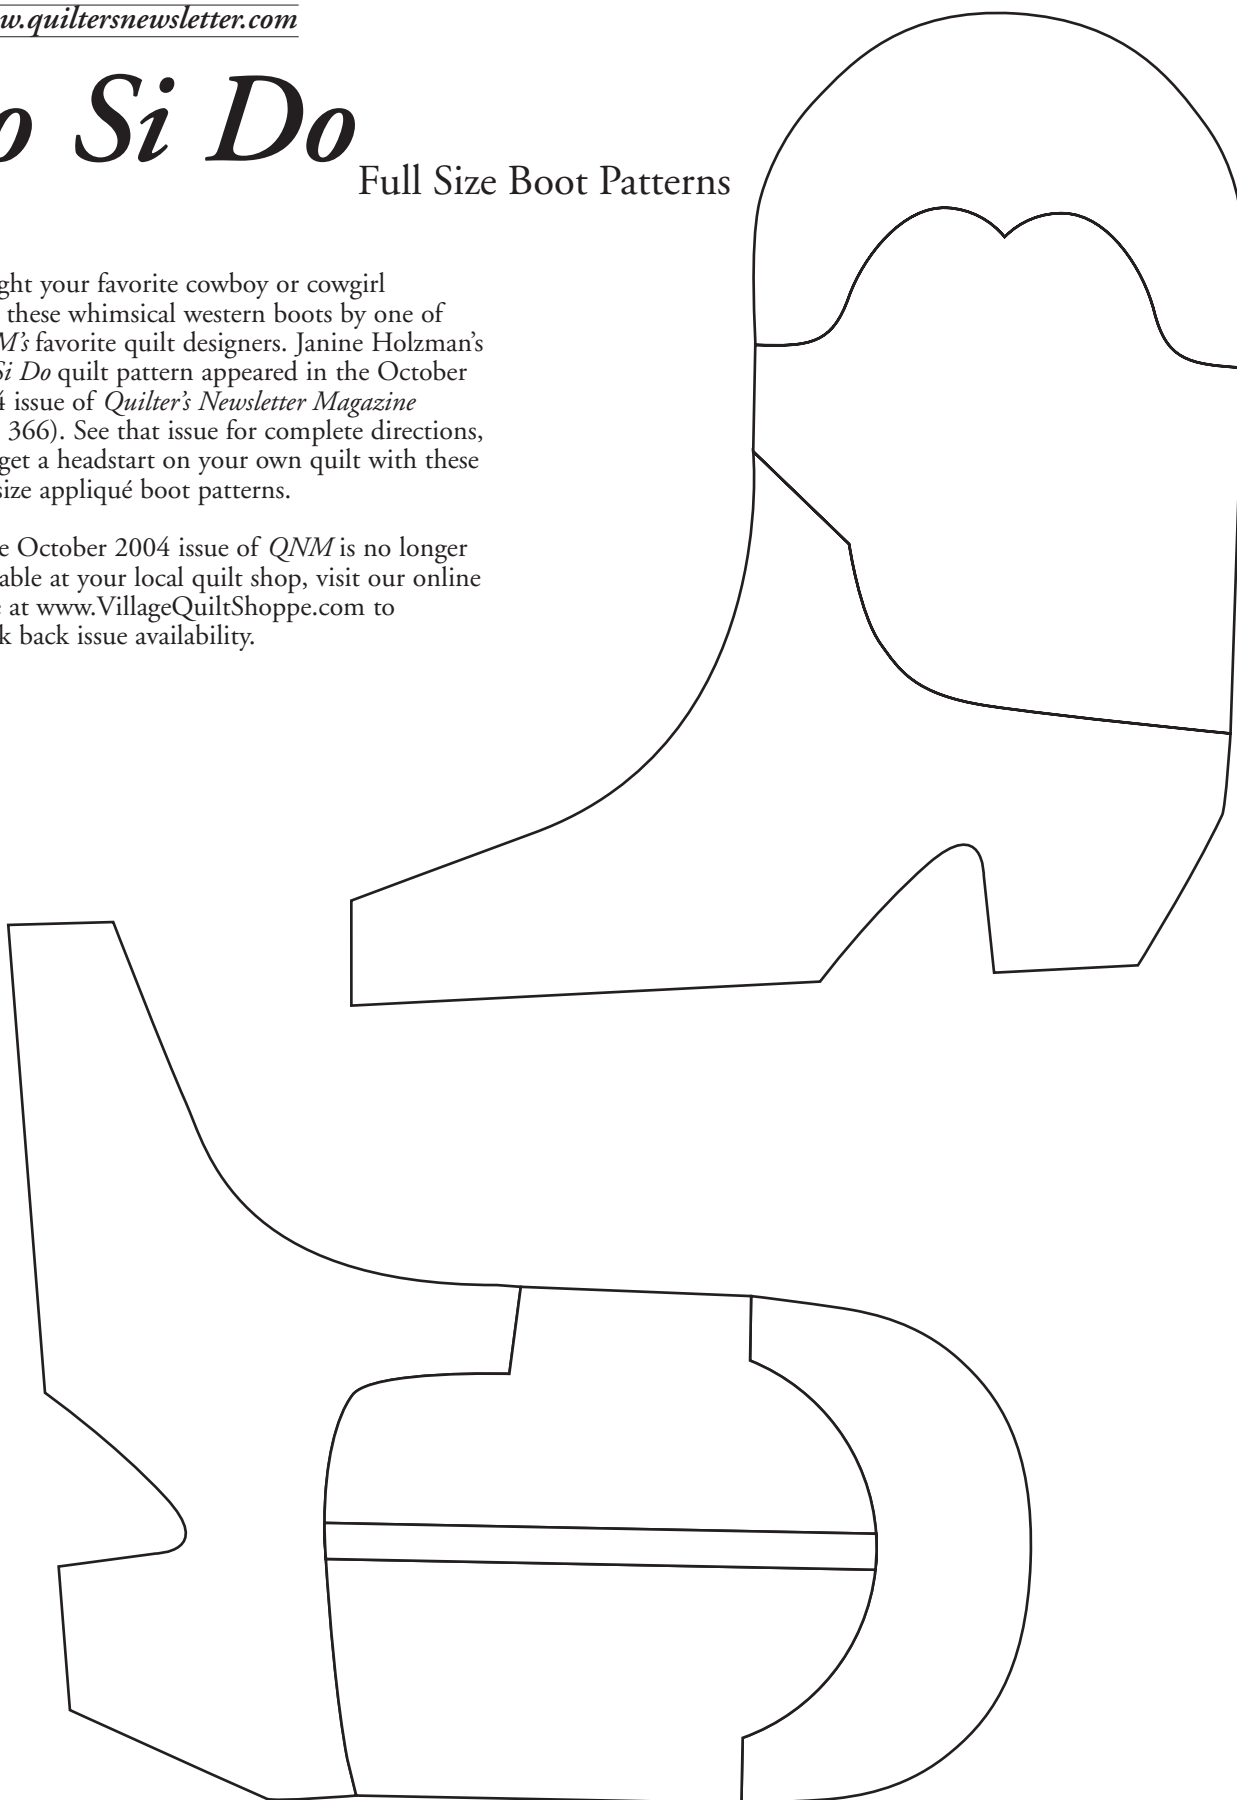 w.quiltersnewsletter.com
o Si Do
Full Size Boot Patterns
ght your favorite cowboy or cowgirl
these whimsical western boots by one of
M’s favorite quilt designers. Janine Holzman’s
Si Do quilt pattern appeared in the October
4 issue of Quilter’s Newsletter Magazine
366). See that issue for complete directions,
get a headstart on your own quilt with these
size appliqué boot patterns.
e October 2004 issue of QNM is no longer
able at your local quilt shop, visit our online
e at www.VillageQuiltShoppe.com to
k back issue availability.